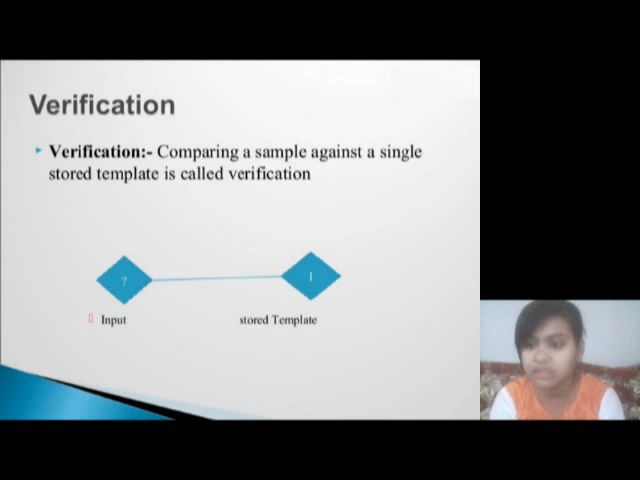 Verification
Verification:- Comparing a sample against a single
stored template is called verification
? 1
Input stored Template